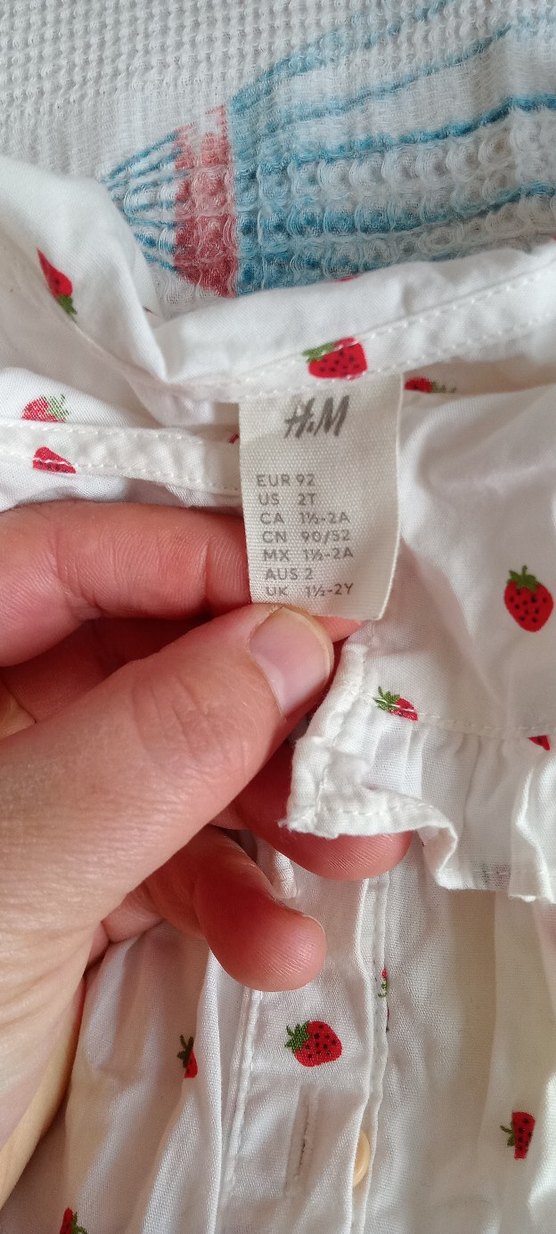 H&M
EUR 92
US 2T
CA 1½-2A
CN 90/52
MX 1½-2A
AUS 2
UK 1½-2Y